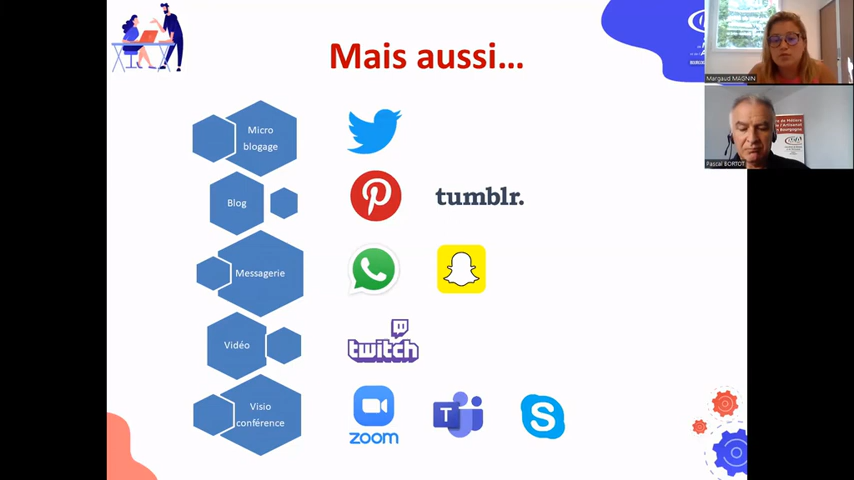 Mais aussi...
Margaud MAGNIN
Pascal BORTOT
Micro
blogage
Blog
tumblr.
Messagerie
Vidéo
twitch
Visio
conférence
zoom
T
S